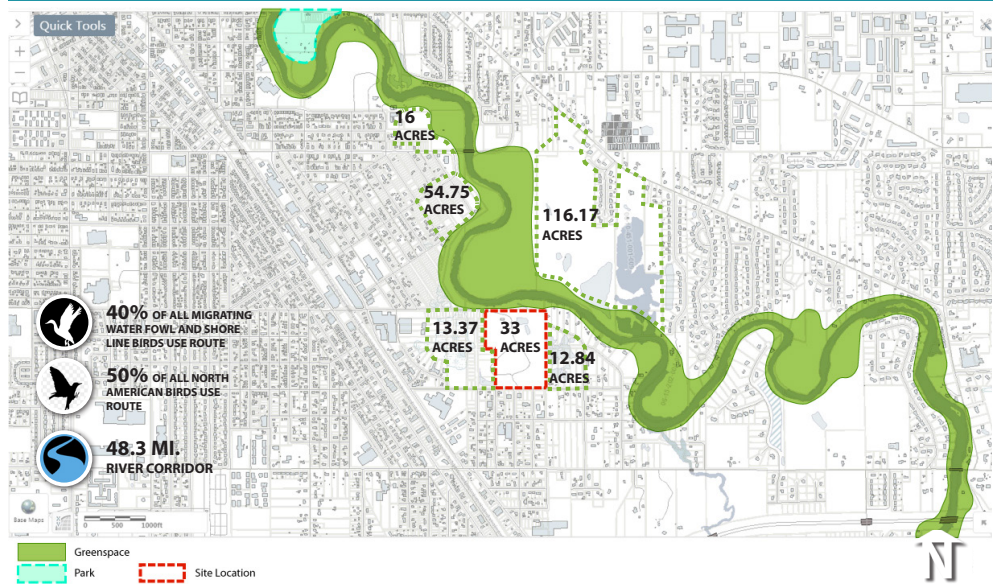 Quick Tools
16
ACRES
54.75
ACRES
116.17
ACRES
40% OF ALL MIGRATING
WATER FOWL AND SHORE
LINE BIRDS USE ROUTE
13.37
ACRES
33
ACRES
12.84
ACRES
50% OF ALL NORTH
AMERICAN BIRDS USE
ROUTE
48.3 MI.
RIVER CORRIDOR
Base Maps
0 500 1000ft
Greenspace
Park
Site Location
N